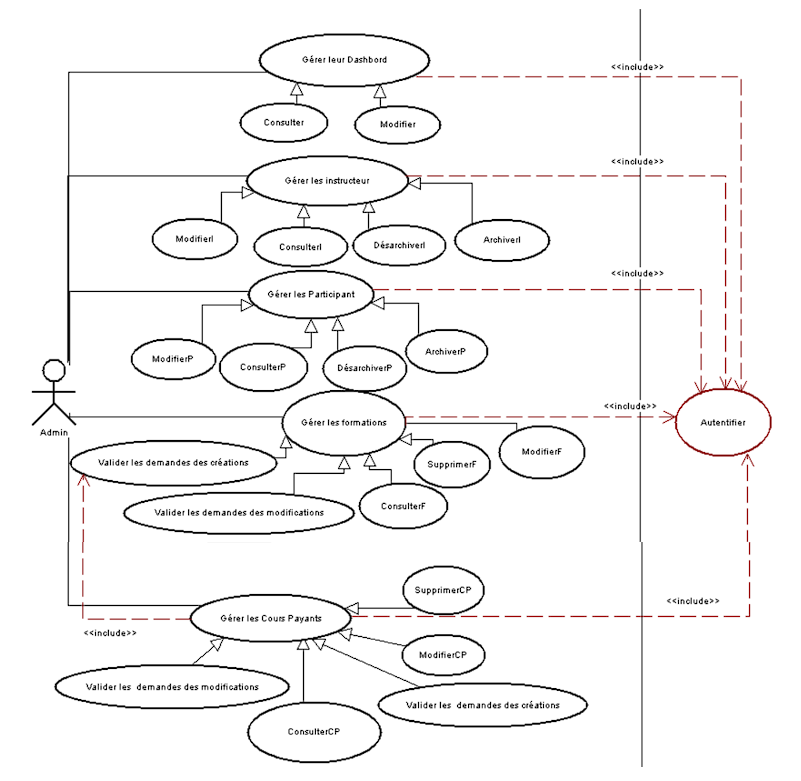 Gérer leur Dashbord
<<include>>
Consulter
Modifier
<<include>>
Gérer les instructeur
ModifierI
ConsulterI
DésarchiverI
ArchiverI
<<include>>
Gérer les Participant
ModifierP
ConsulterP
DésarchiverP
ArchiverP
Admin
<<include>>
Gérer les formations
Autentifier
Valider les demandes des créations
SupprimerF
ModifierF
Valider les demandes des modifications
ConsulterF
SupprimerCP
<<include>>
Gérer les Cours Payants
<<include>>
ModifierCP
Valider les demandes des modifications
Valider les demandes des créations
ConsulterCP